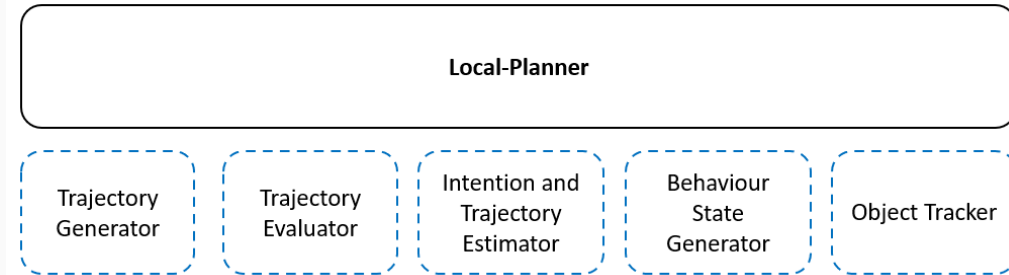 Local-Planner
Trajectory
Generator
Trajectory
Evaluator
Intention and
Trajectory
Estimator
Behaviour
State
Generator
Object Tracker